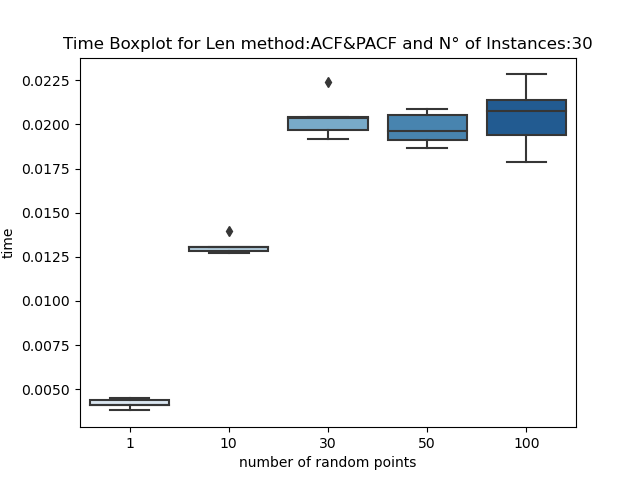 Time Boxplot for Len method:ACF&PACF and N° of Instances:30
0.0225
0.0200
0.0175
0.0150
0.0125
0.0100
0.0075
0.0050
time
1 10 30 50 100
number of random points